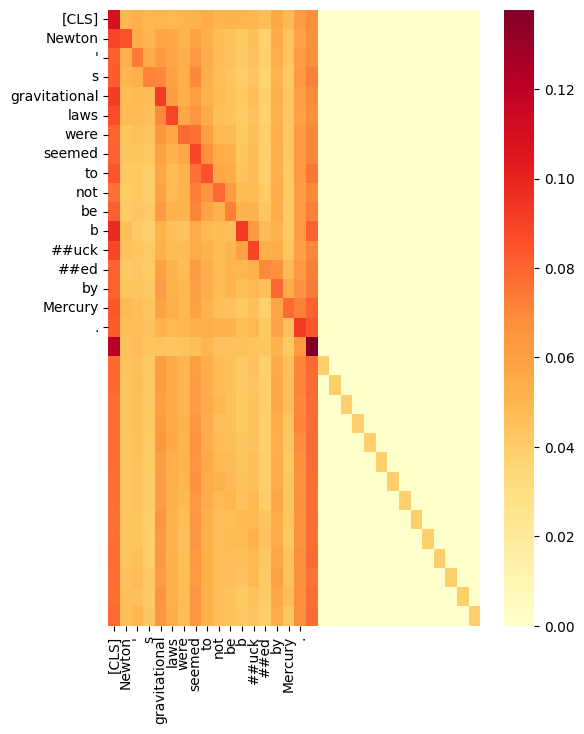 [CLS]
Newton
'
s
gravitational
laws
were
seemed
to
not
be
b
##uck
##ed
by
Mercury
.
0.12
0.10
0.08
0.06
0.04
0.02
0.00
[CLS]
Newton
'
s
gravitational
laws
were
seemed
to
not
be
b
##uck
##ed
by
Mercury
.